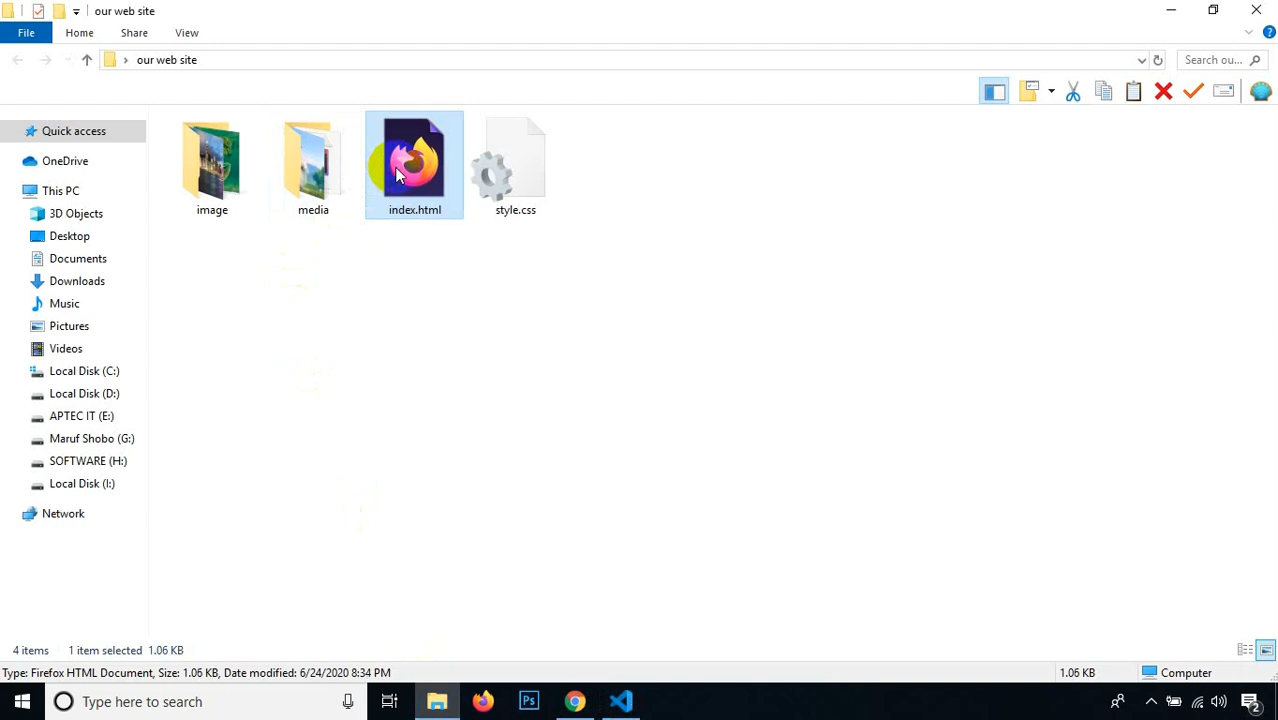 our web site
File Home Share View
our web site Search ou...
Quick access
OneDrive
This PC
3D Objects
Desktop
Documents
Downloads
Music
Pictures
Videos
Local Disk (C:)
Local Disk (D:)
APTEC IT (E:)
Maruf Shobo (G:)
SOFTWARE (H:)
Local Disk (I:)
Network
image media index.html style.css
4 items 1 item selected 1.06 KB
Type: Firefox HTML Document, Size: 1.06 KB, Date modified: 6/24/2020 8:34 PM 1.06 KB Computer
Type here to search Ps 2